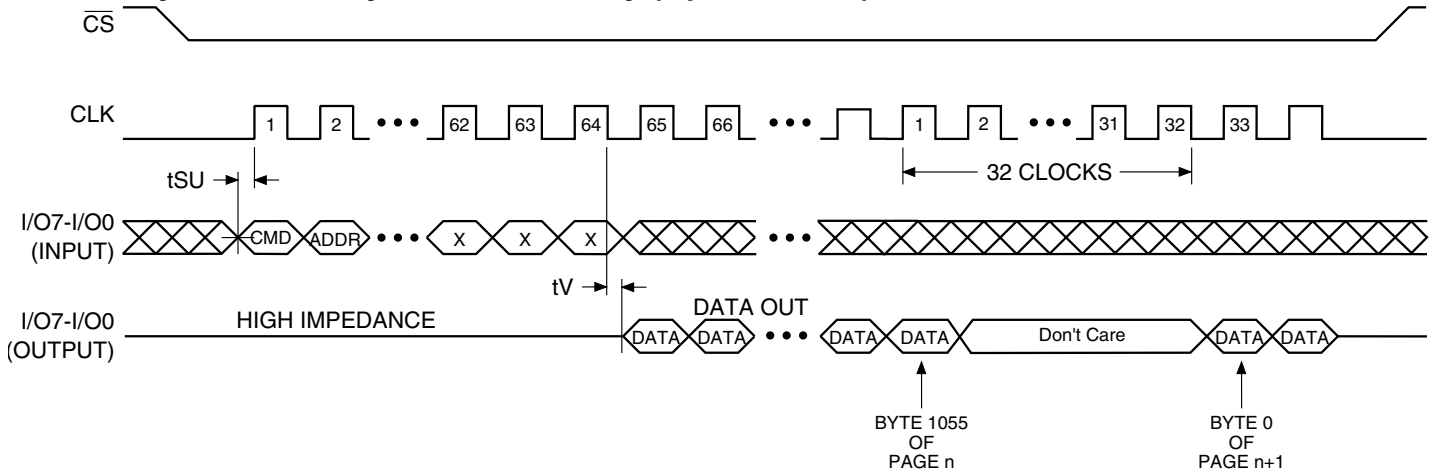 CS
CLK
1 2 ••• 62 63 64 65 66 ••• 1 2 ••• 31 32 33
tSU
32 CLOCKS
I/O7-I/O0
(INPUT)
CMD ADDR ••• X X X •••
tV
DATA OUT
I/O7-I/O0
(OUTPUT)
HIGH IMPEDANCE
DATA DATA ••• DATA DATA Don't Care DATA DATA
BYTE 1055
OF
PAGE n
BYTE 0
OF
PAGE n+1